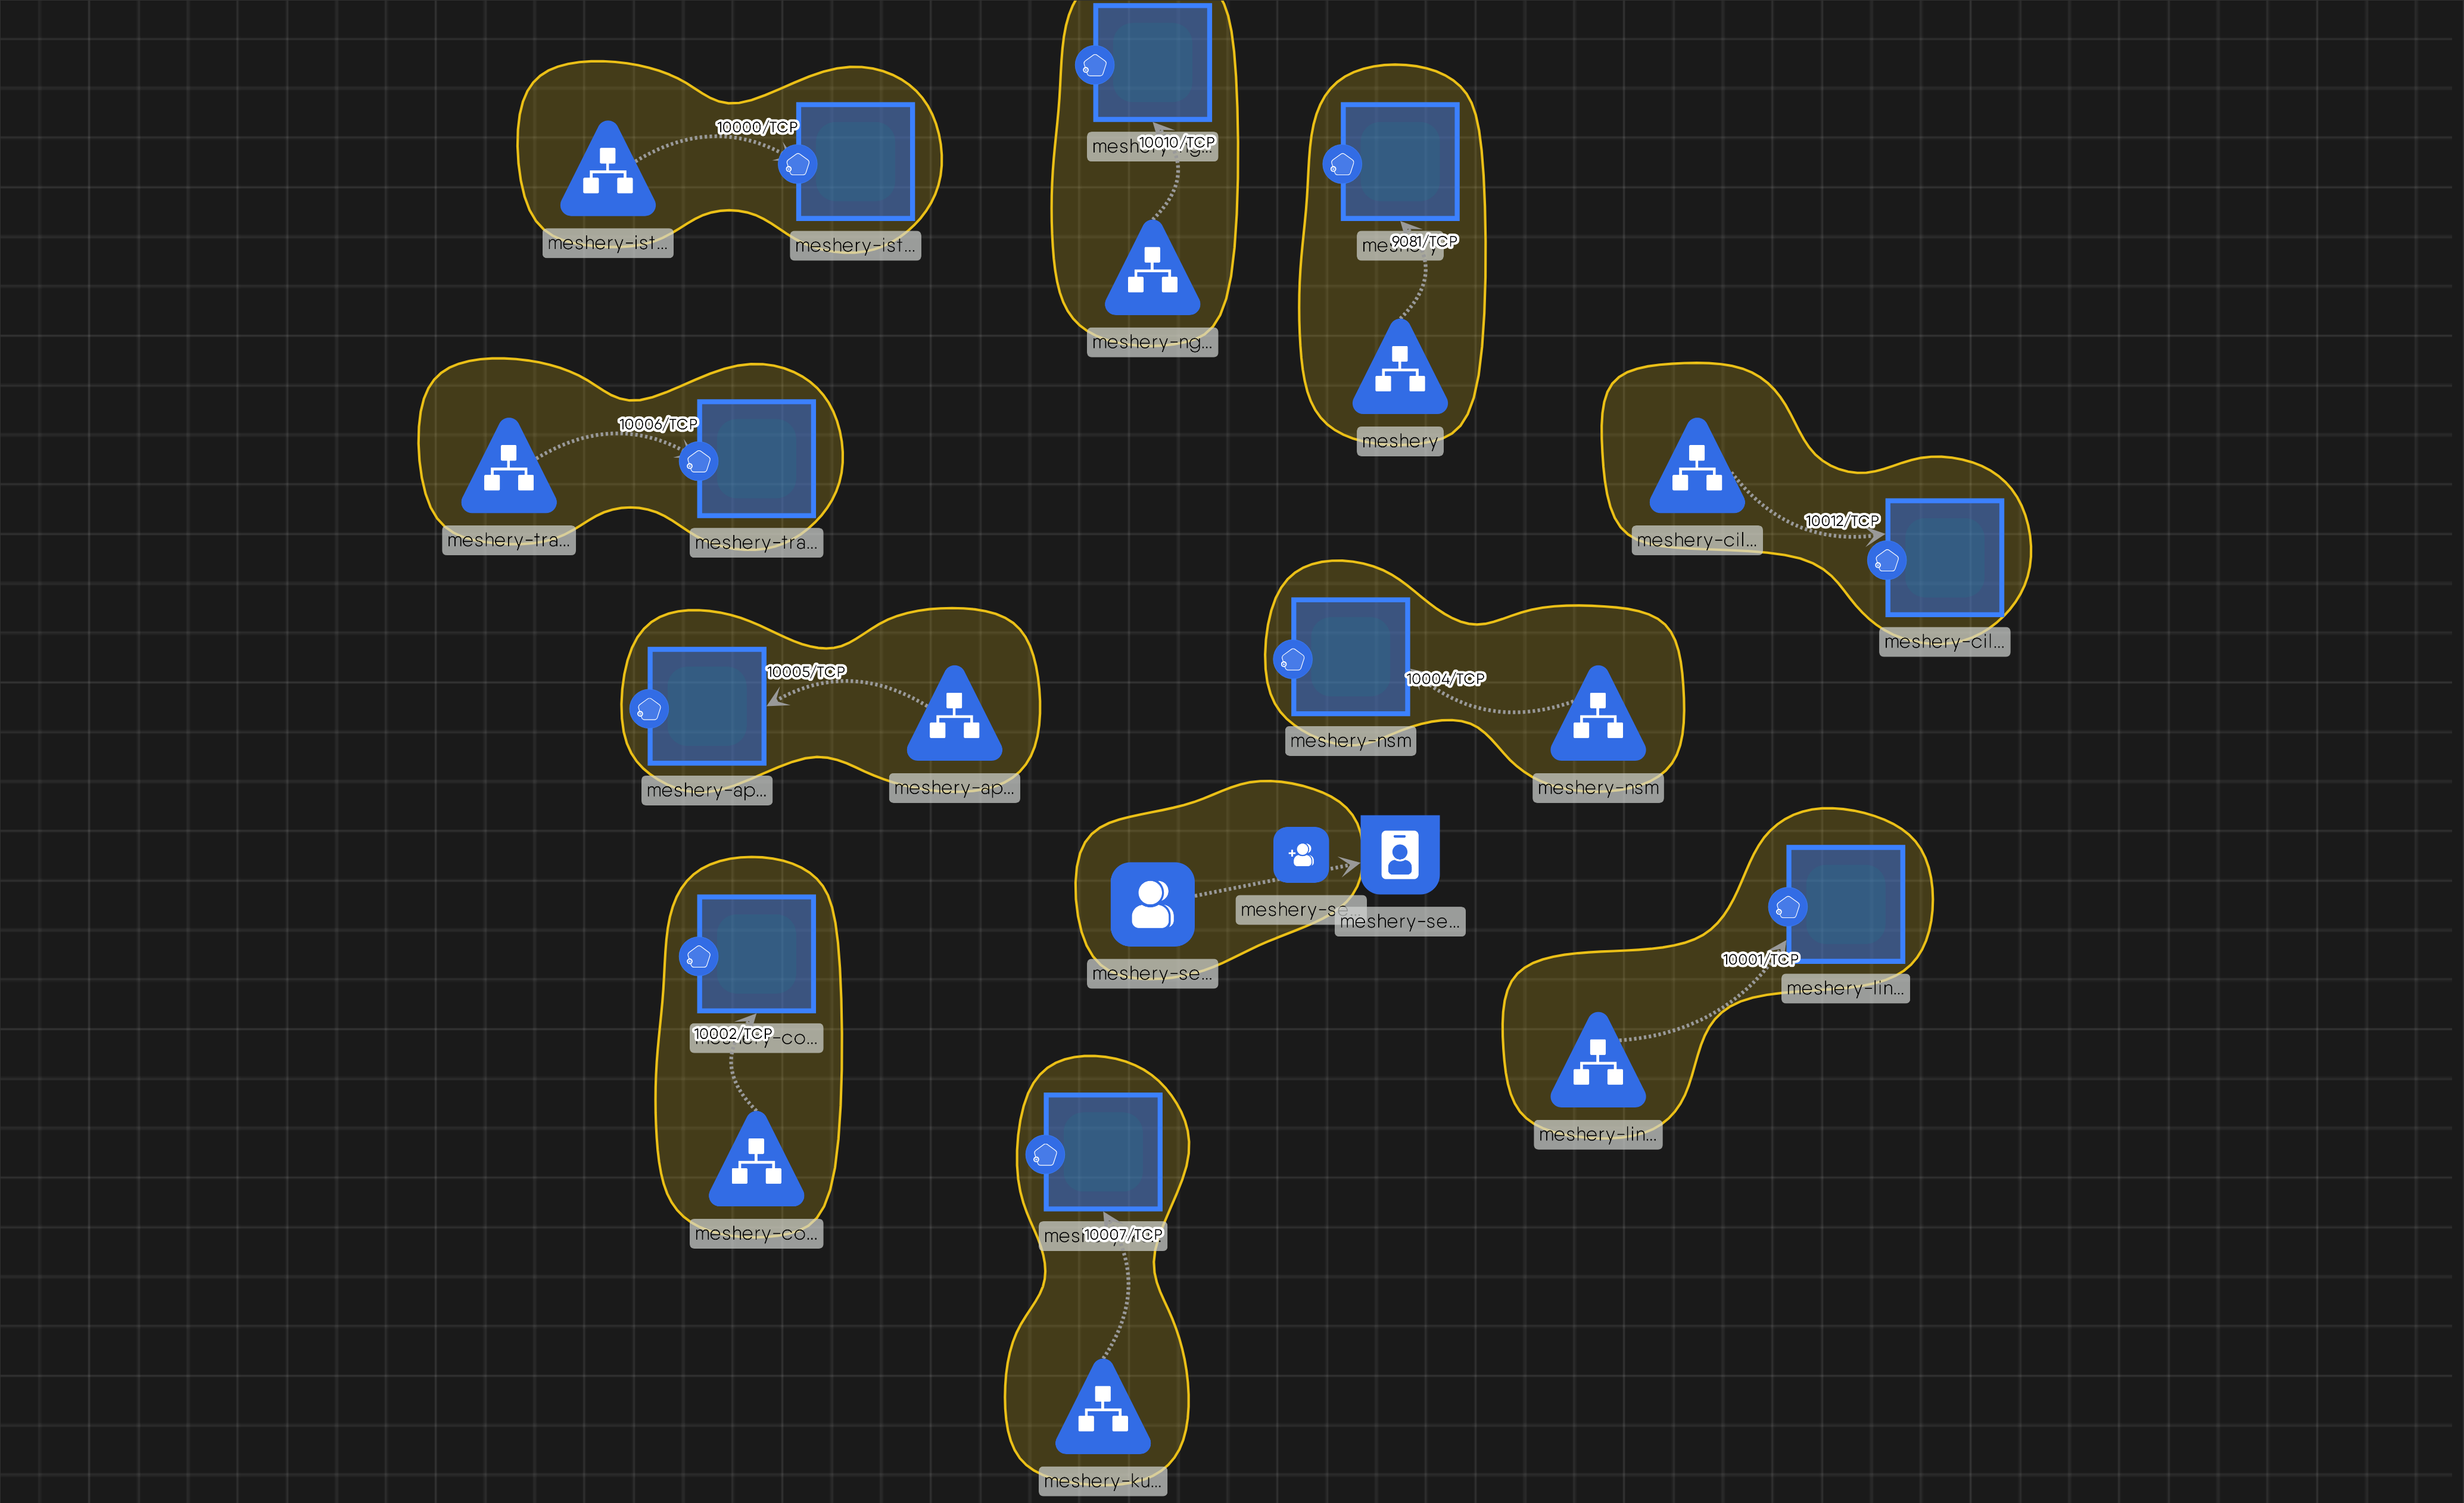 10000/TCP
meshery-ist...
meshery-ist...
10010/TCP
meshery-ng...
9081/TCP
meshery
10006/TCP
meshery-tra...
meshery-tra...
10012/TCP
meshery-cil...
meshery-cil...
10005/TCP
meshery-ap...
meshery-ap...
10004/TCP
meshery-nsm
meshery-nsm
meshery-se...
meshery-se...
meshery-se...
10001/TCP
meshery-lin...
meshery-lin...
10002/TCP
meshery-co...
10007/TCP
meshery-ku...